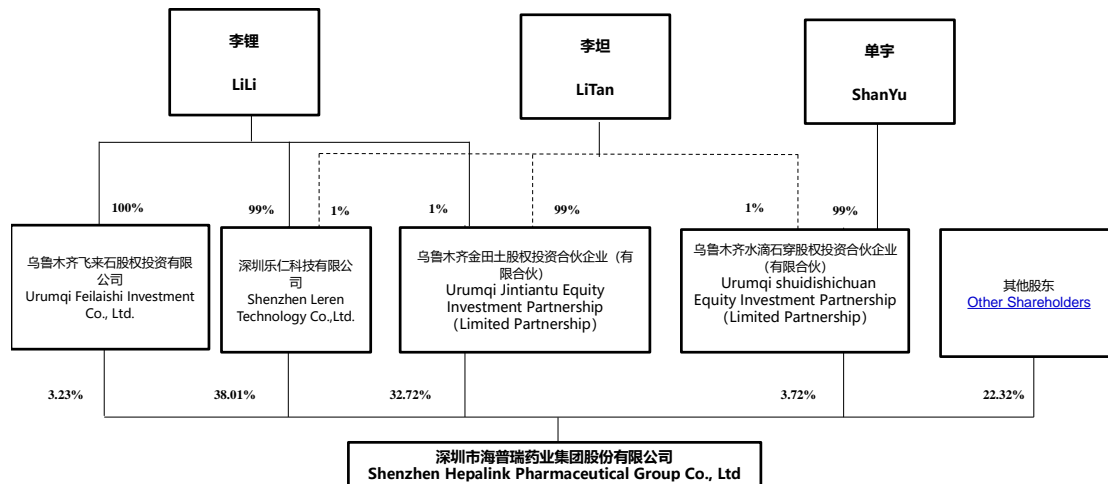 李锂
LiLi
李坦
LiTan
单宇
ShanYu
100%
99%
1%
1%
99%
1%
99%
乌鲁木齐飞来石股权投资有限
公司
Urumqi Feilaishi Investment
Co., Ltd.
深圳乐仁科技有限公
司
Shenzhen Leren
Technology Co.,Ltd.
乌鲁木齐金田土股权投资合伙企业（有
限合伙）
Urumqi Jintiantu Equity
Investment Partnership
（Limited Partnership）
乌鲁木齐水滴石穿股权投资合伙企业
（有限合伙）
Urumqi shuidishichuan
Equity Investment Partnership
（Limited Partnership）
其他股东
Other Shareholders
3.23%
38.01%
32.72%
3.72%
22.32%
深圳市海普瑞药业集团股份有限公司
Shenzhen Hepalink Pharmaceutical Group Co., Ltd